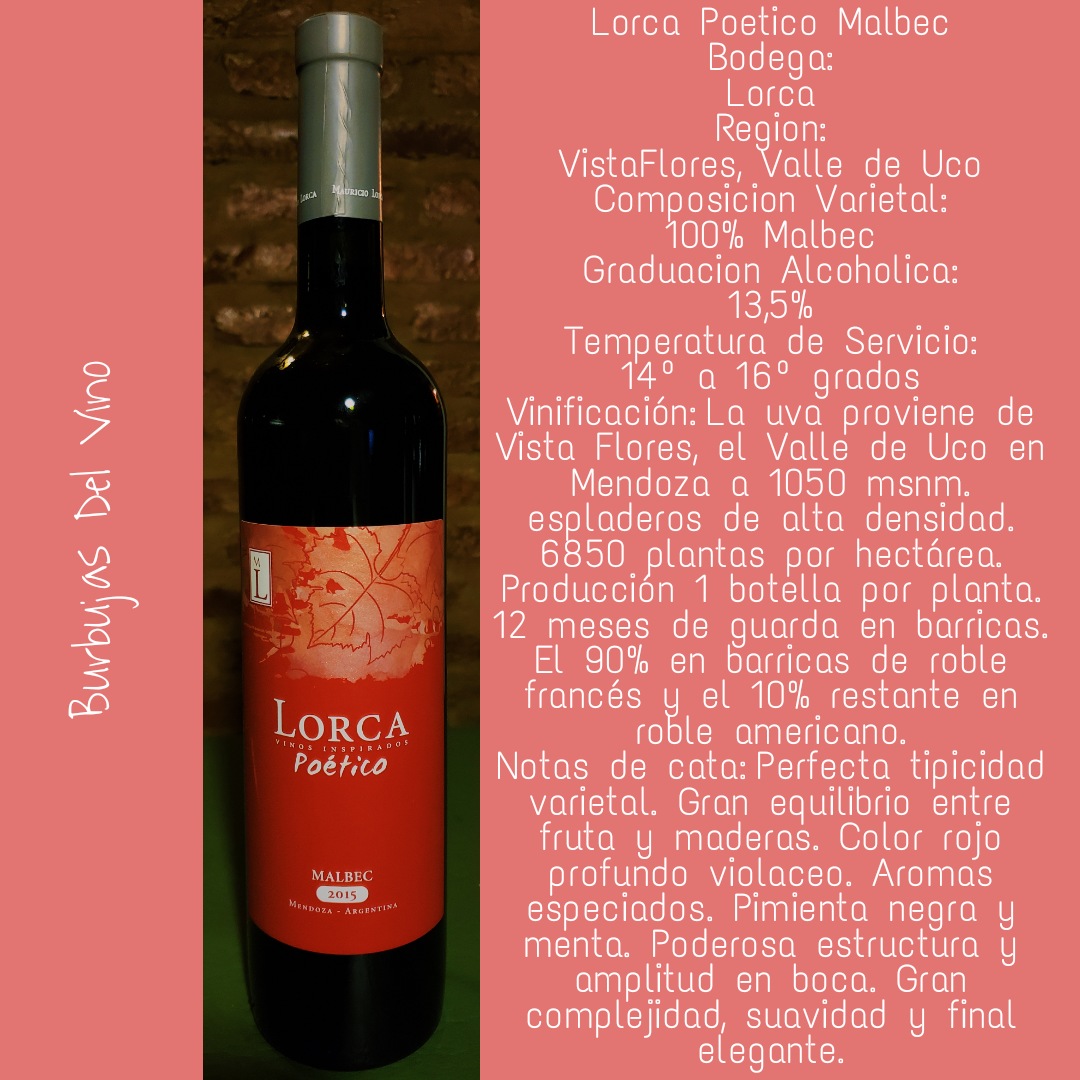 Burbujas Del Vino
Mauricio Lor
Lorca
ML
LORCA
VINOS INSPIRADOS
Poético
MALBEC
2015
MENDOZA - ARGENTINA
Lorca Poetico Malbec
Bodega:
Lorca
Region:
VistaFlores, Valle de Uco
Composicion Varietal:
100% Malbec
Graduacion Alcoholica:
13,5%
Temperatura de Servicio:
14º a 16º grados
Vinificación: La uva proviene de
Vista Flores, el Valle de Uco en
Mendoza a 1050 msnm.
espladeros de alta densidad.
6850 plantas por hectárea.
Producción 1 botella por planta.
12 meses de guarda en barricas.
El 90% en barricas de roble
francés y el 10% restante en
roble americano.
Notas de cata: Perfecta tipicidad
varietal. Gran equilibrio entre
fruta y maderas. Color rojo
profundo violaceo. Aromas
especiados. Pimienta negra y
menta. Poderosa estructura y
amplitud en boca. Gran
complejidad, suavidad y final
elegante.